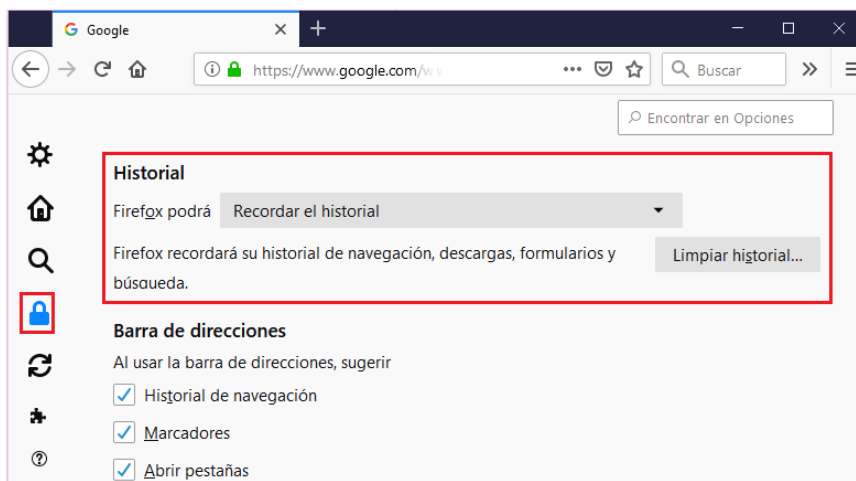 Google
https://www.google.com/w
Buscar
Encontrar en Opciones
Historial
Firefox podrá Recordar el historial
Firefox recordará su historial de navegación, descargas, formularios y
búsqueda.
Limpiar historial...
Barra de direcciones
Al usar la barra de direcciones, sugerir
Historial de navegación
Marcadores
Abrir pestañas